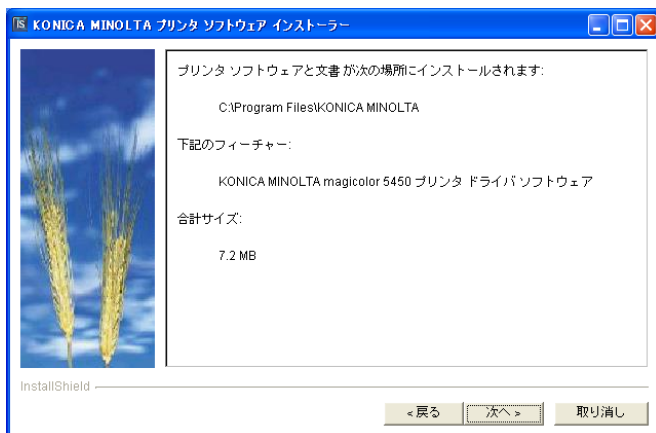 KONICA MINOLTA プリンタ ソフトウェア インストーラー
プリンタ ソフトウェアと文書 が次の場所にインストールされます:
C:\Program Files\KONICA MINOLTA
下記のフィーチャー:
KONICA MINOLTA magicolor 5450 プリンタ ドライバ ソフトウェア
合計サイズ:
7.2 MB
InstallShield
< 戻る
次へ >
取り消し